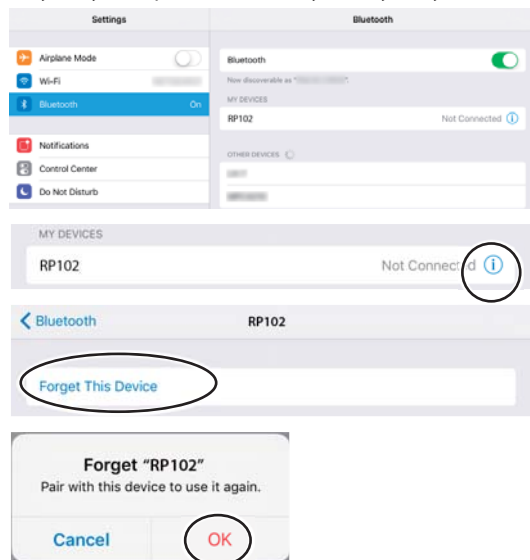 Settings
Bluetooth
Airplane Mode
Wi-Fi
Bluetooth On
Notifications
Control Center
Do Not Disturb
Bluetooth
Now discoverable as "
MY DEVICES
RP102 Not Connected
OTHER DEVICES
MY DEVICES
RP102 Not Connected
Bluetooth RP102
Forget This Device
Forget "RP102"
Pair with this device to use it again.
Cancel OK